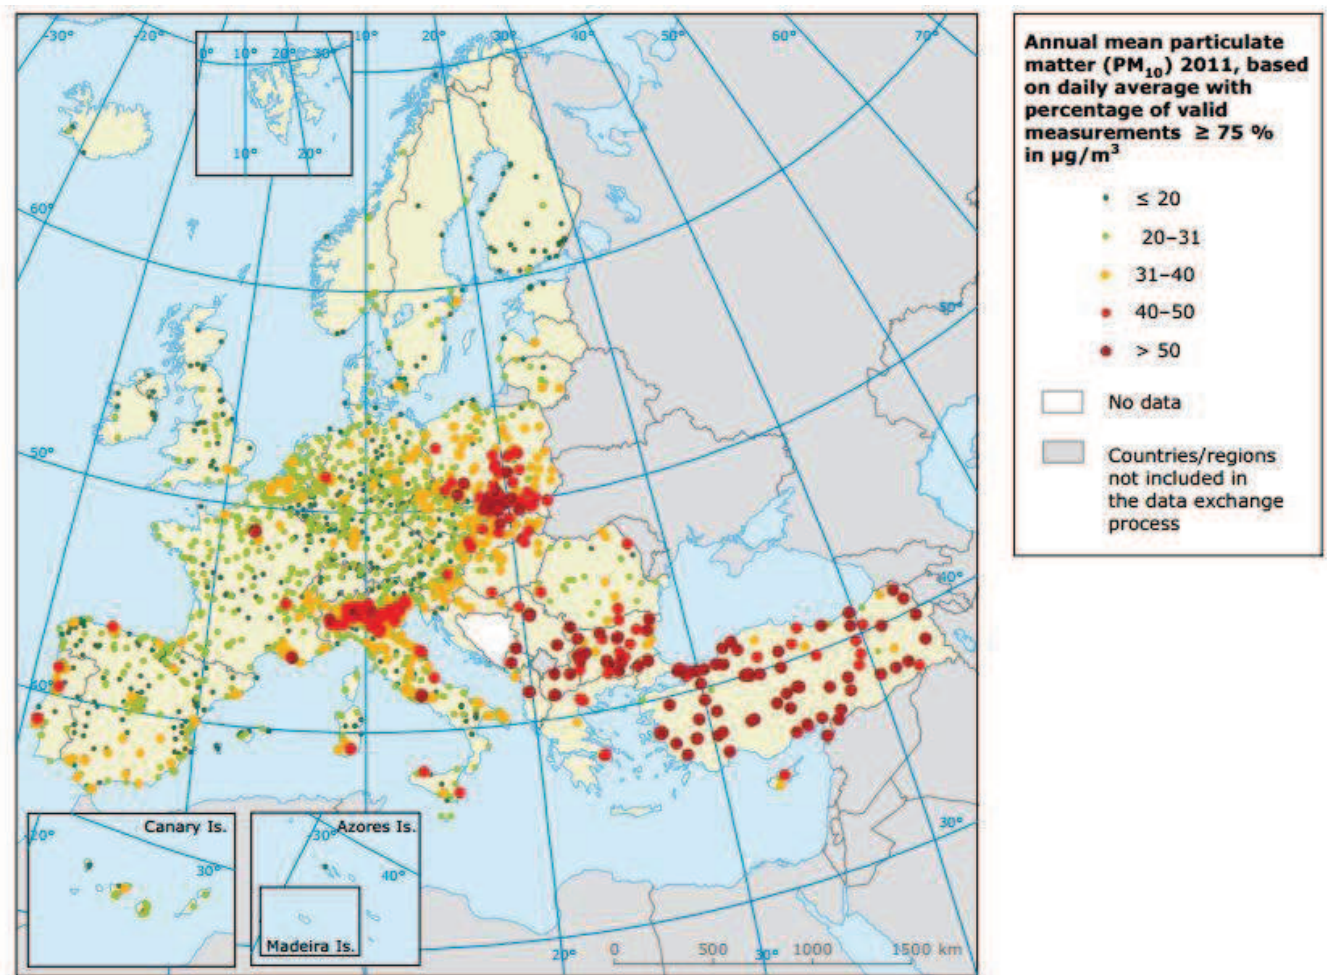 -30°
-20°
-10°
0°
10°
20°
30°
40°
50°
60°
70°
0°
10°
20°
30°
10°
20°
60°
50°
50°
40°
40°
30°
20°
30°
Canary Is.
30°
Azores Is.
-30°
40°
Madeira Is.
0 500 1000 1500 km
Annual mean particulate
matter (PM10) 2011, based
on daily average with
percentage of valid
measurements ≥ 75 %
in µg/m³
≤ 20
20–31
31–40
40–50
> 50
No data
Countries/regions
not included in
the data exchange
process